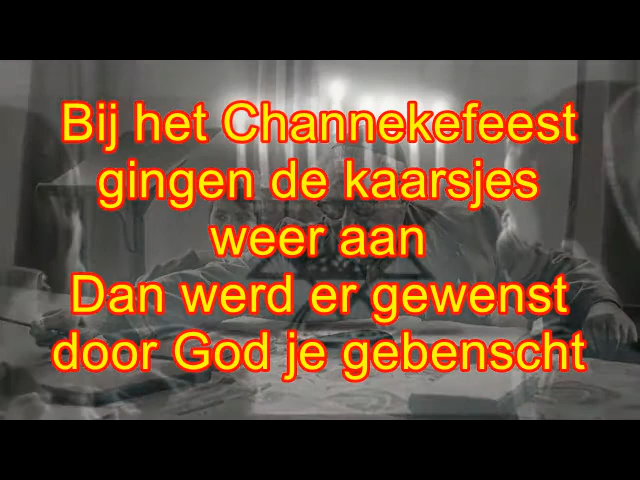 Bij het Channekefeest
gingen de kaarsjes
weer aan
Dan werd er gewenst
door God je gebenscht